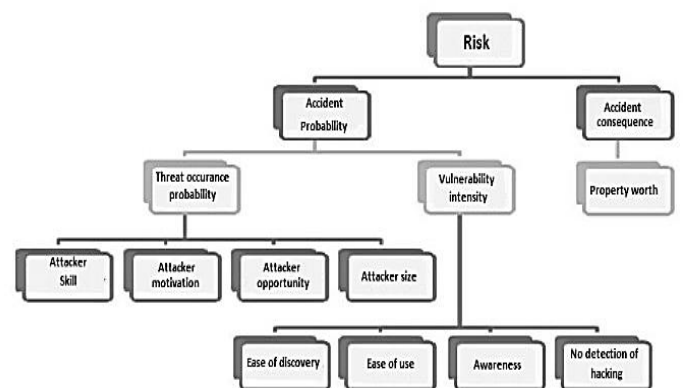 Risk
Accident
Probability
Accident
consequence
Threat occurance
probability
Vulnerability
intensity
Property worth
Attacker
Skill
Attacker
motivation
Attacker
opportunity
Attacker size
Ease of discovery
Ease of use
Awareness
No detection of
hacking